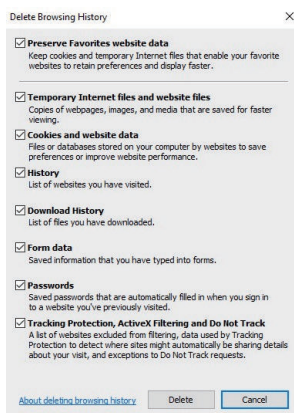 Delete Browsing History
Preserve Favorites website data
Keep cookies and temporary Internet files that enable your favorite
websites to retain preferences and display faster.
Temporary Internet files and website files
Copies of webpages, images, and media that are saved for faster
viewing.
Cookies and website data
Files or databases stored on your computer by websites to save
preferences or improve website performance.
History
List of websites you have visited.
Download History
List of files you have downloaded.
Form data
Saved information that you have typed into forms.
Passwords
Saved passwords that are automatically filled in when you sign in
to a website you've previously visited.
Tracking Protection, ActiveX Filtering and Do Not Track
A list of websites excluded from filtering, data used by Tracking
Protection to detect where sites might automatically be sharing details
about your visit, and exceptions to Do Not Track requests.
About deleting browsing history
Delete
Cancel